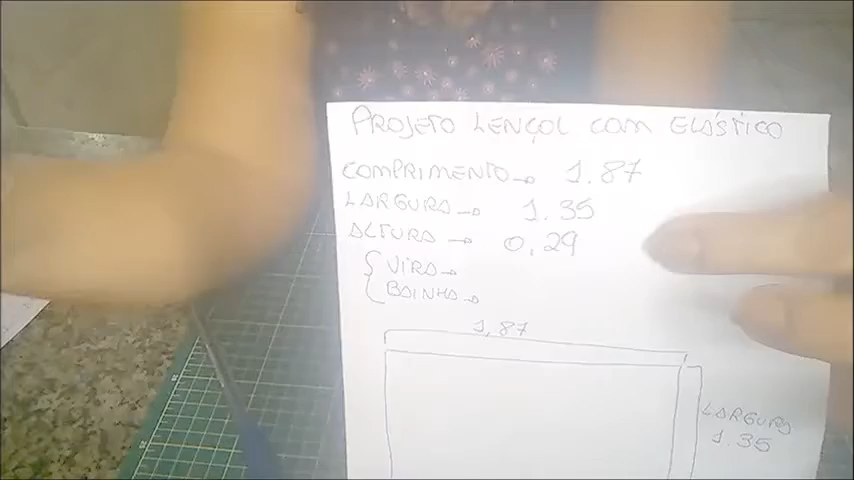 PROJETO LENÇOL COM ELÁSTICO
COMPRIMENTO→ 1.87
LARGURA→ 1.35
ALTURA → 0,29
VIRA→
BAINHA→
1,87
LARGURA
1.35